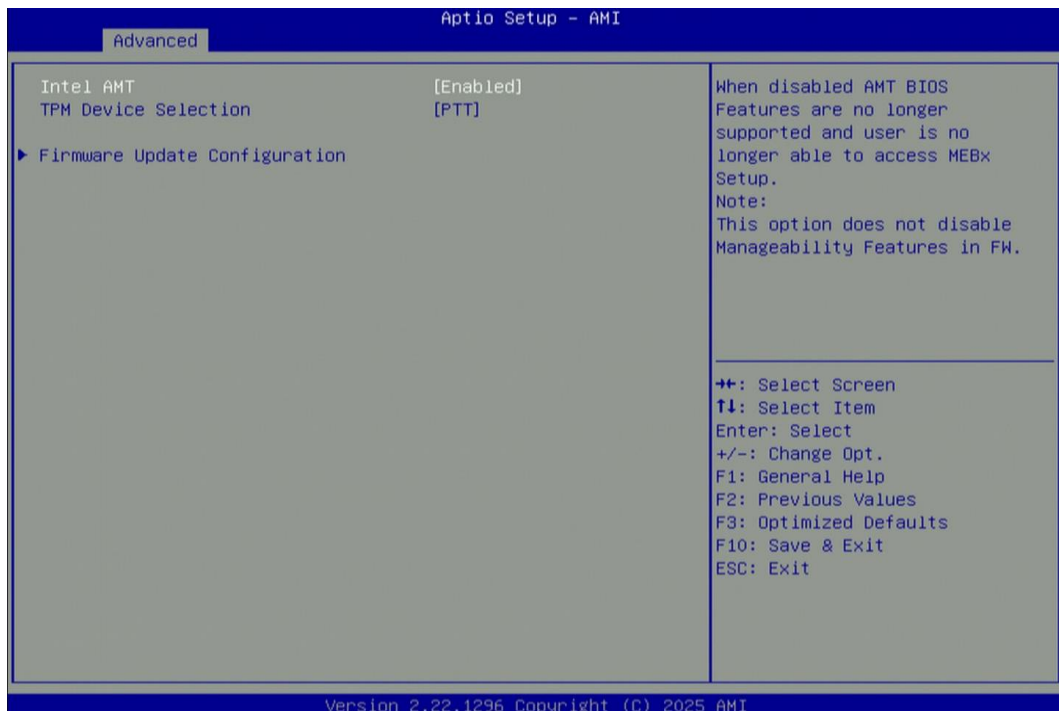 Aptio Setup - AMI
Advanced
Intel AMT [Enabled]
TPM Device Selection [PTT]
Firmware Update Configuration
When disabled AMT BIOS
Features are no longer
supported and user is no
longer able to access MEBx
Setup.
Note:
This option does not disable
Manageability Features in FW.
→←: Select Screen
↑↓: Select Item
Enter: Select
+/-: Change Opt.
F1: General Help
F2: Previous Values
F3: Optimized Defaults
F10: Save & Exit
ESC: Exit
Version 2.22.1296 Copyright (C) 2025 AMI